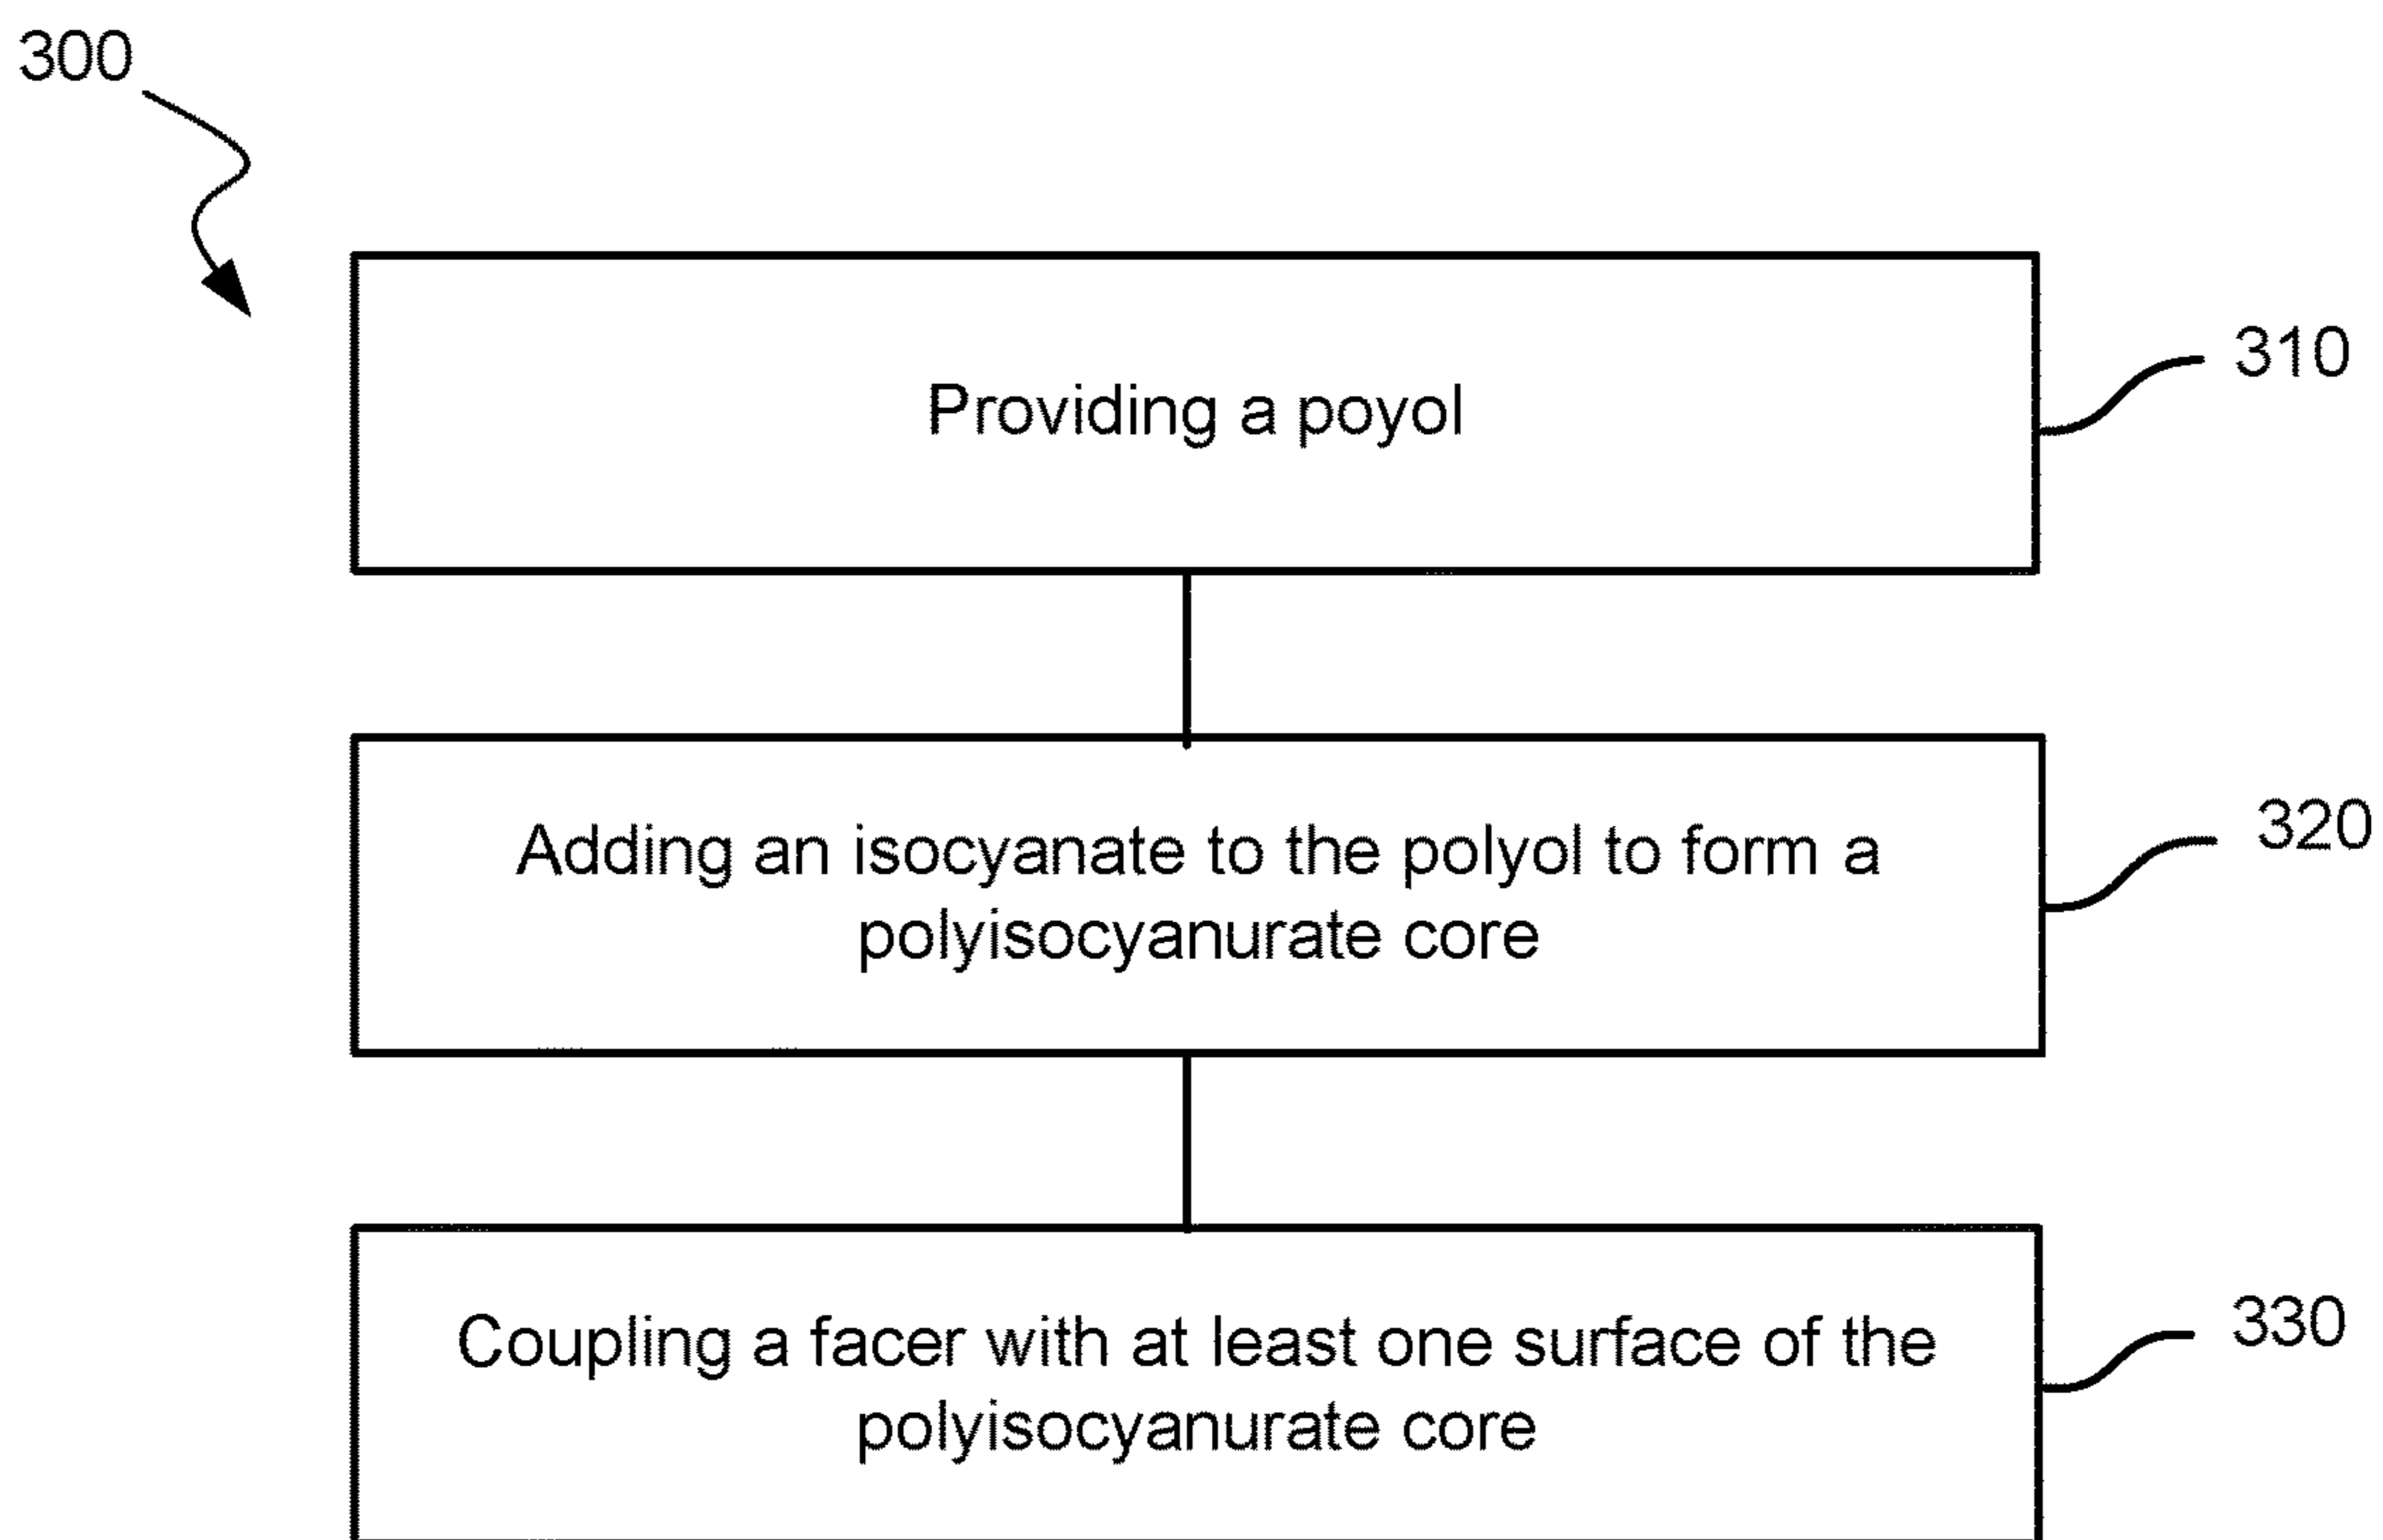 300
Providing a poyol
310
Adding an isocyanate to the polyol to form a
polyisocyanurate core
320
Coupling a facer with at least one surface of the
polyisocyanurate core
330